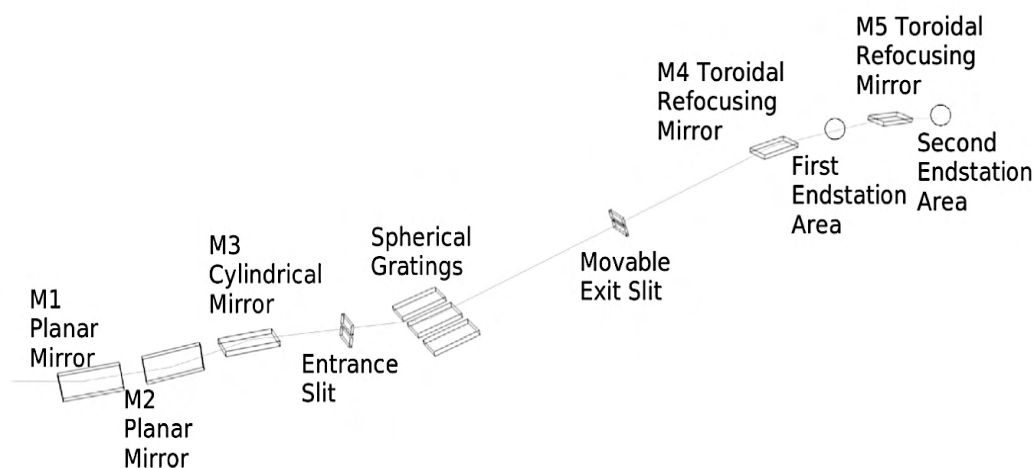 M1
Planar
Mirror
M2
Planar
Mirror
M3
Cylindrical
Mirror
Entrance
Slit
Spherical
Gratings
Movable
Exit Slit
M4 Toroidal
Refocusing
Mirror
First
Endstation
Area
M5 Toroidal
Refocusing
Mirror
Second
Endstation
Area